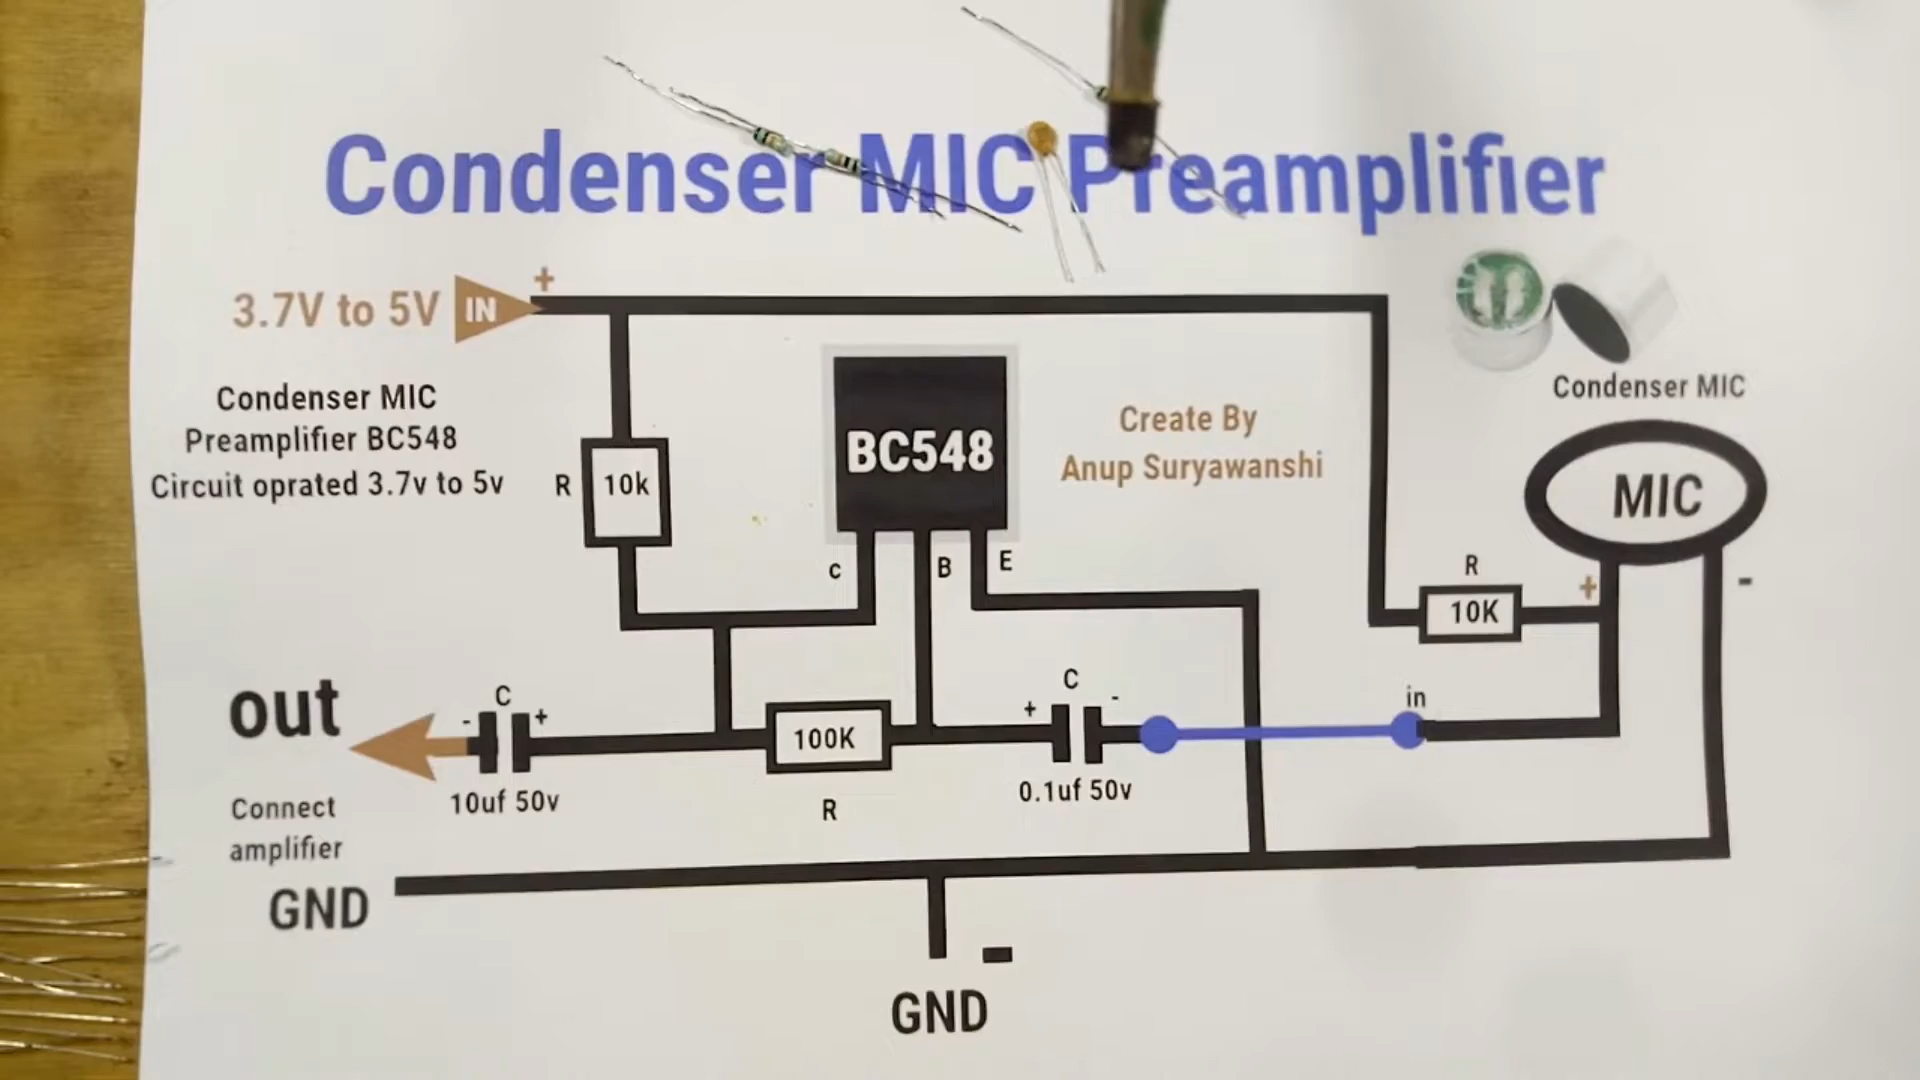 Condenser MIC Preamplifier
+
3.7V to 5V IN
Condenser MIC
Preamplifier BC548
Circuit oprated 3.7v to 5v
R 10k
BC548
Create By
Anup Suryawanshi
Condenser MIC
MIC
c B E
R
10K
+ -
out
Connect
amplifier
- C +
10uf 50v
100K
R
+ C -
0.1uf 50v
in
GND
-
GND